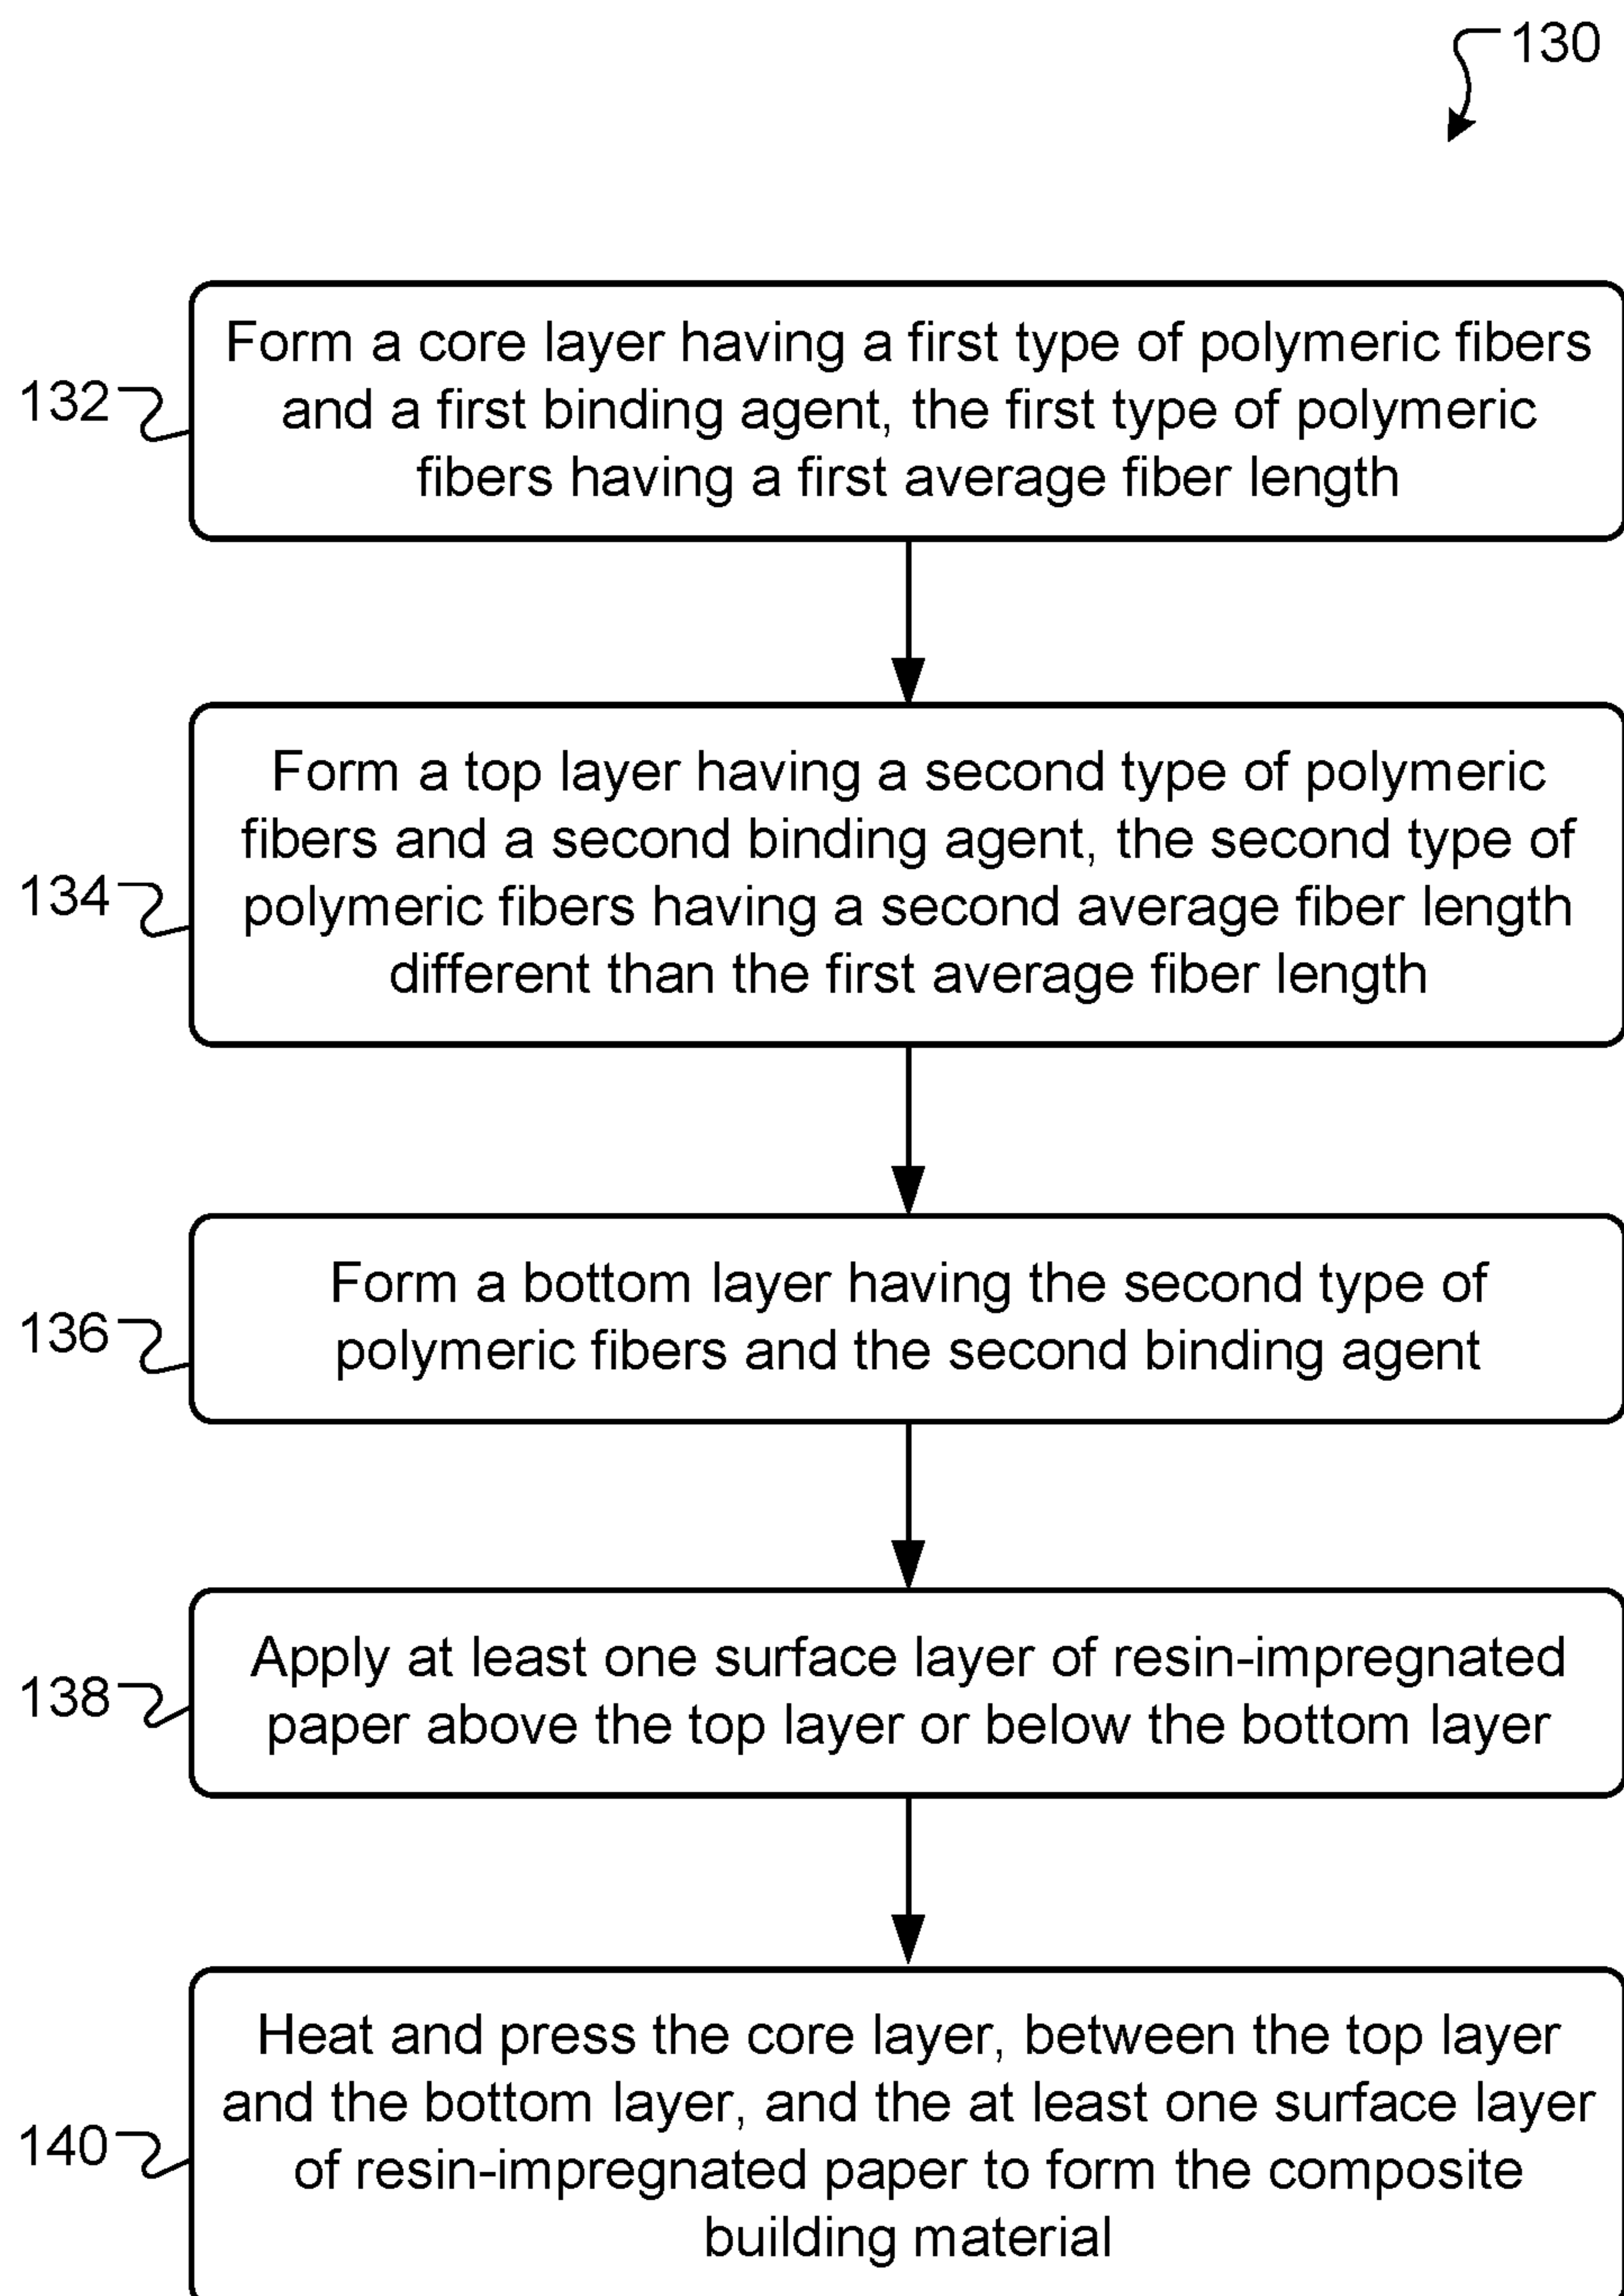 130
132
Form a core layer having a first type of polymeric fibers
and a first binding agent, the first type of polymeric
fibers having a first average fiber length
134
Form a top layer having a second type of polymeric
fibers and a second binding agent, the second type of
polymeric fibers having a second average fiber length
different than the first average fiber length
136
Form a bottom layer having the second type of
polymeric fibers and the second binding agent
138
Apply at least one surface layer of resin-impregnated
paper above the top layer or below the bottom layer
140
Heat and press the core layer, between the top layer
and the bottom layer, and the at least one surface layer
of resin-impregnated paper to form the composite
building material